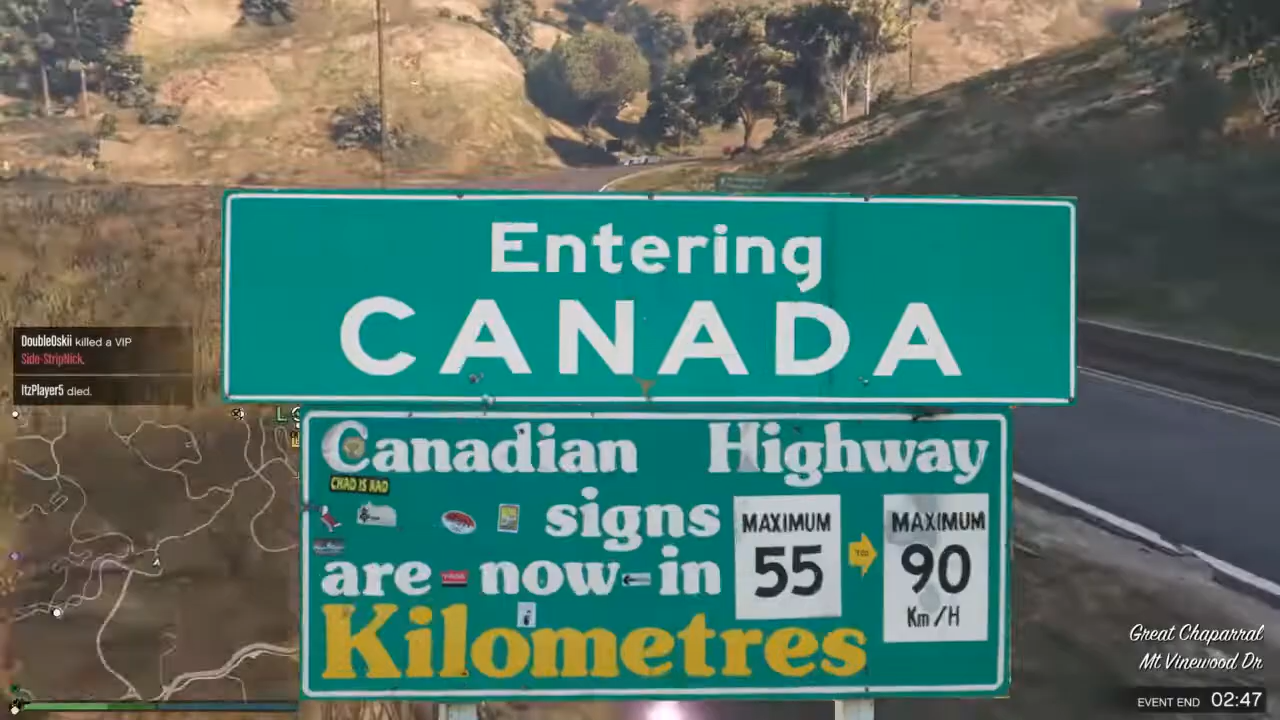 Entering
CANADA
Canadian Highway
CHAD IS RAD
signs
MAXIMUM
55
MAXIMUM
90
Km/H
are now in
Kilometres
DoubleOskii killed a VIP
Side-StripNick.
ItzPlayer5 died.
Great Chaparral
Mt Vinewood Dr
EVENT END 02:47